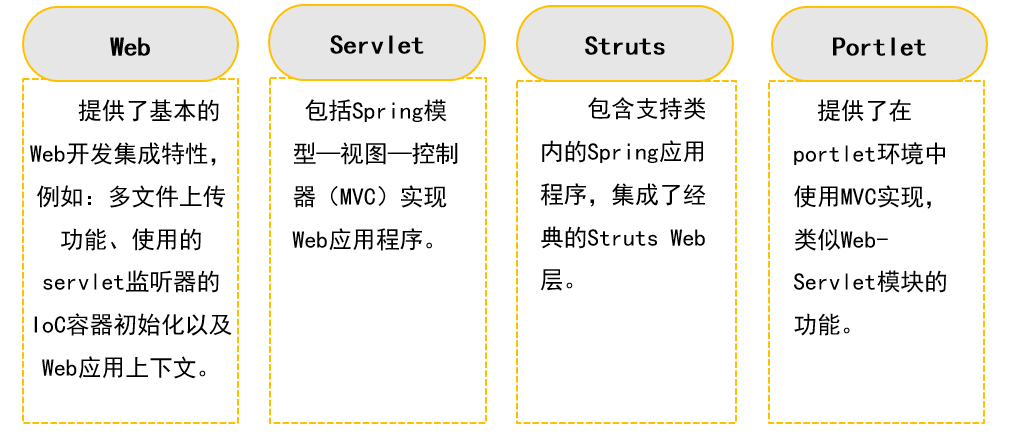 Web
提供了基本的
Web开发集成特性，
例如：多文件上传
功能、使用的
servlet监听器的
IoC容器初始化以及
Web应用上下文。
Servlet
包括Spring模
型—视图—控制
器（MVC）实现
Web应用程序。
Struts
包含支持类
内的Spring应用
程序，集成了经
典的Struts Web
层。
Portlet
提供了在
portlet环境中
使用MVC实现，
类似Web-
Servlet模块的
功能。